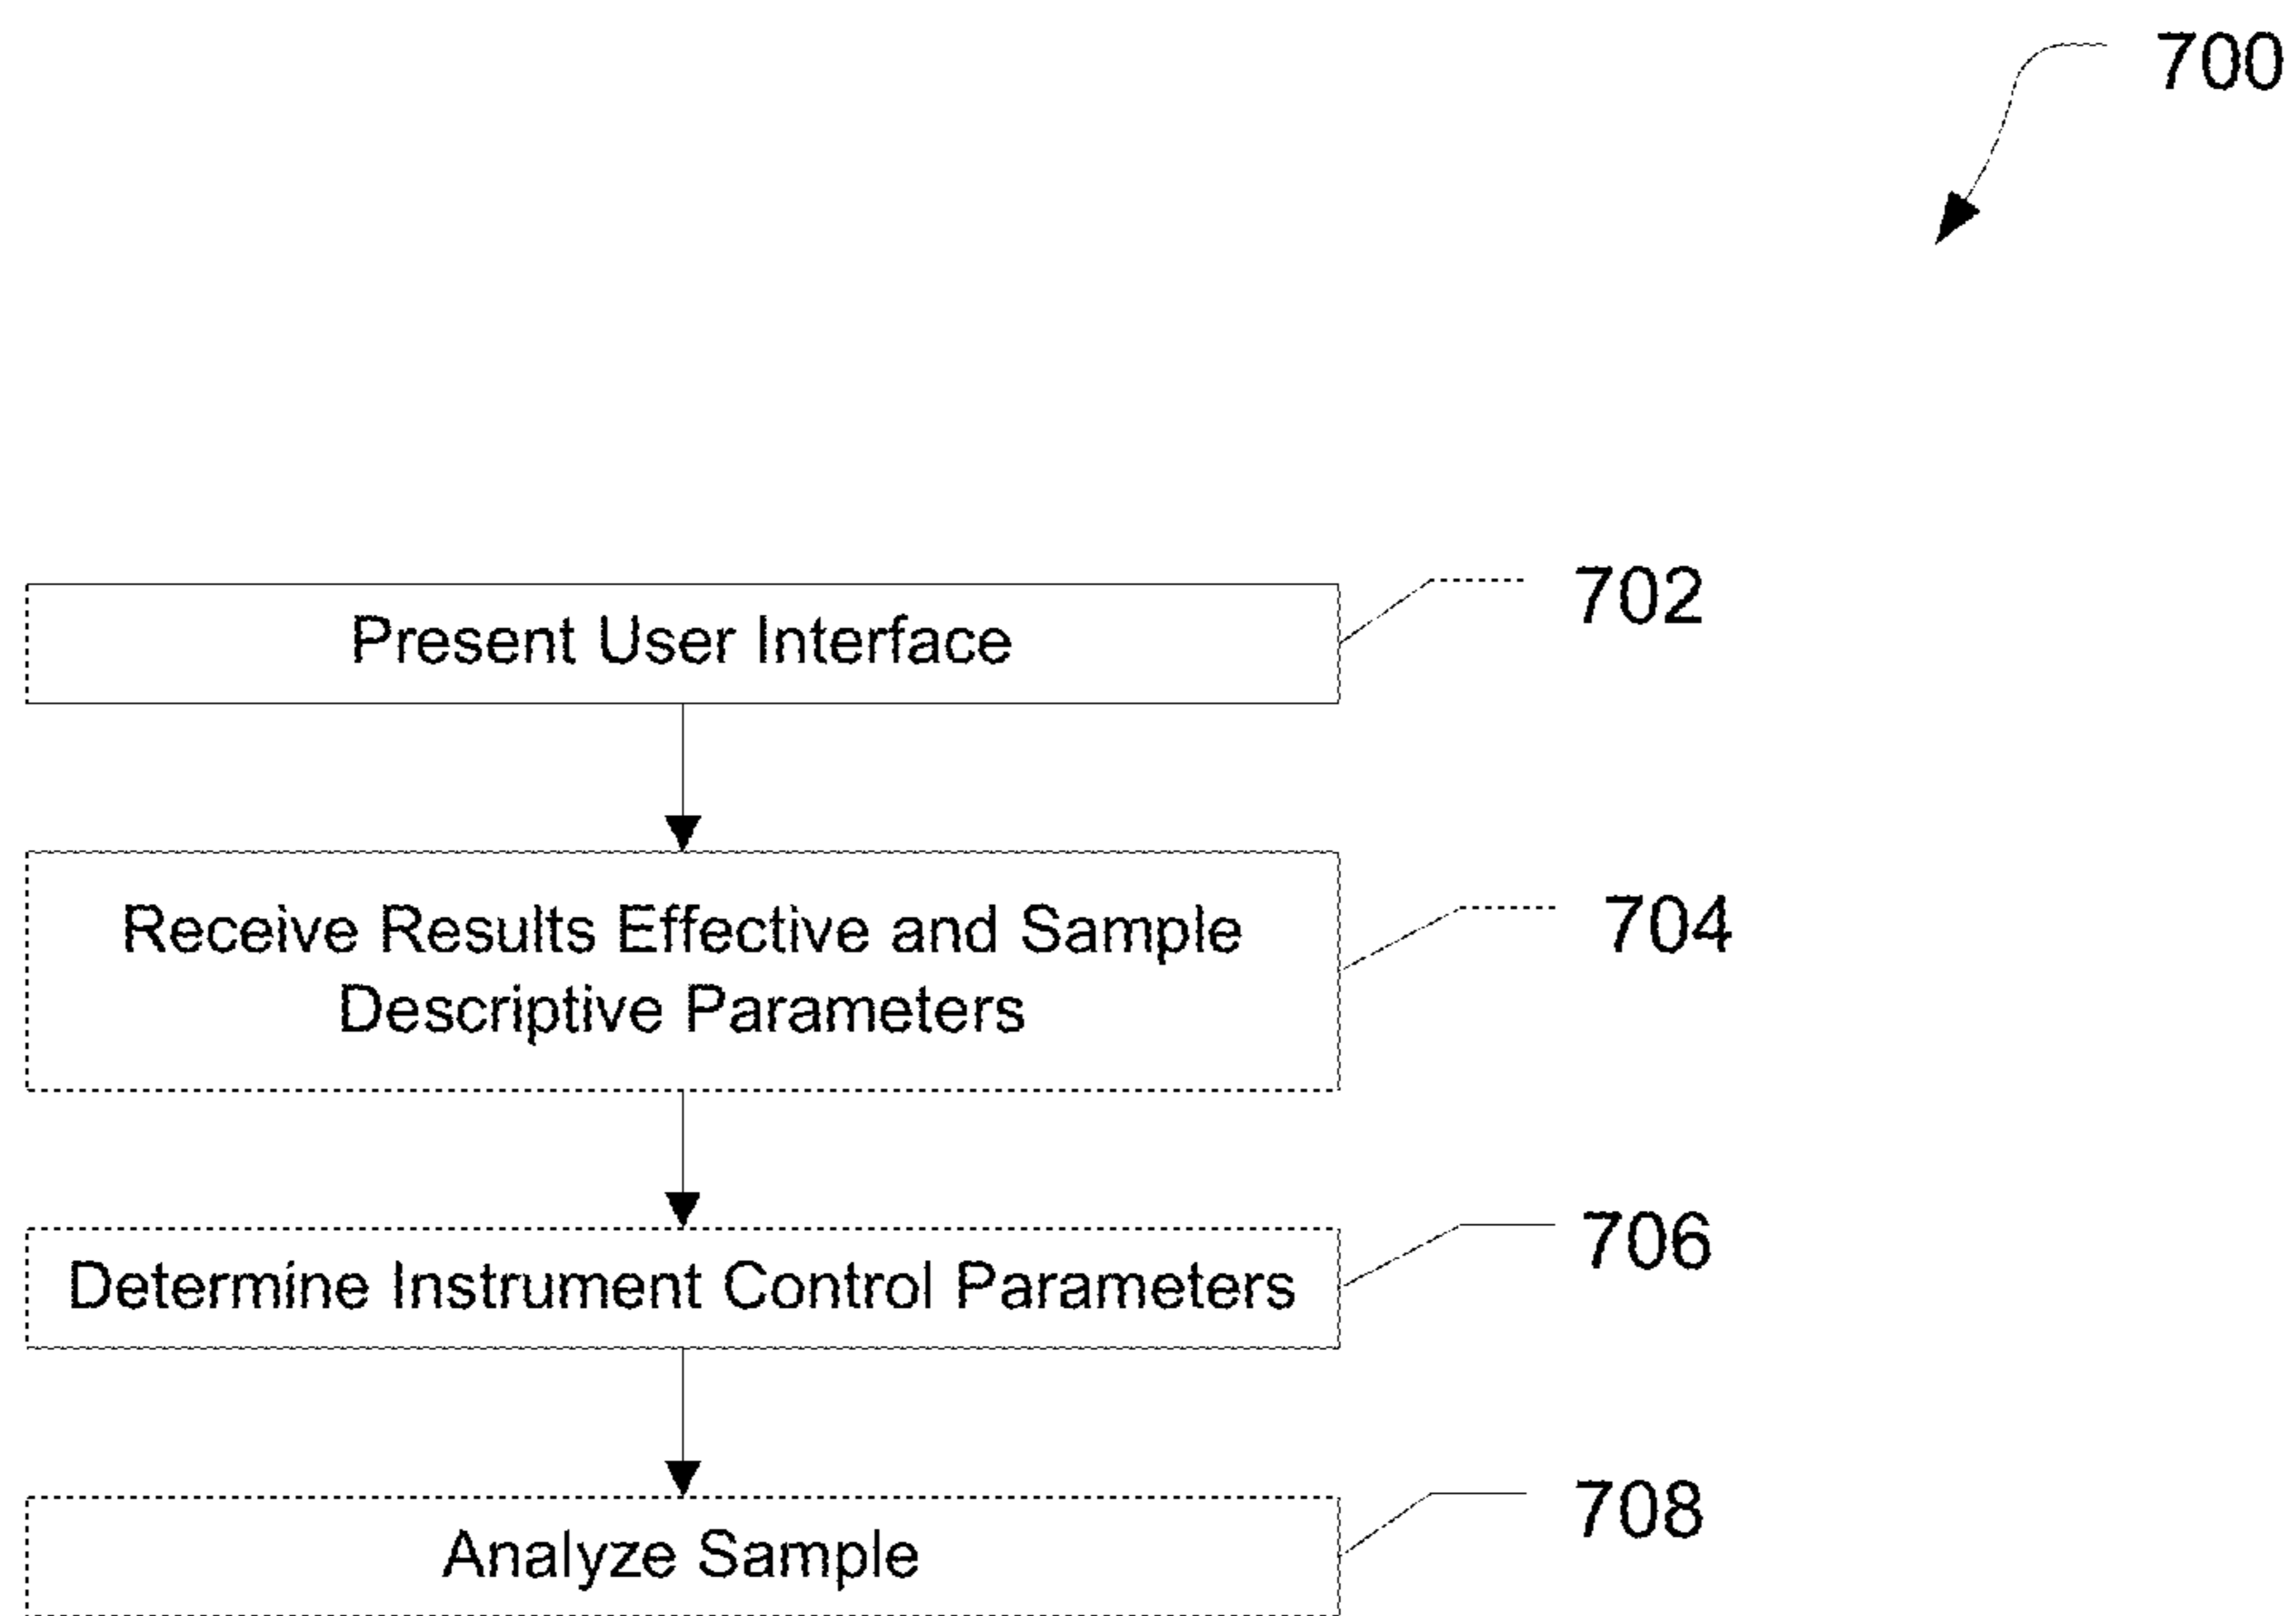 700
Present User Interface
702
Receive Results Effective and Sample
Descriptive Parameters
704
Determine Instrument Control Parameters
706
Analyze Sample
708